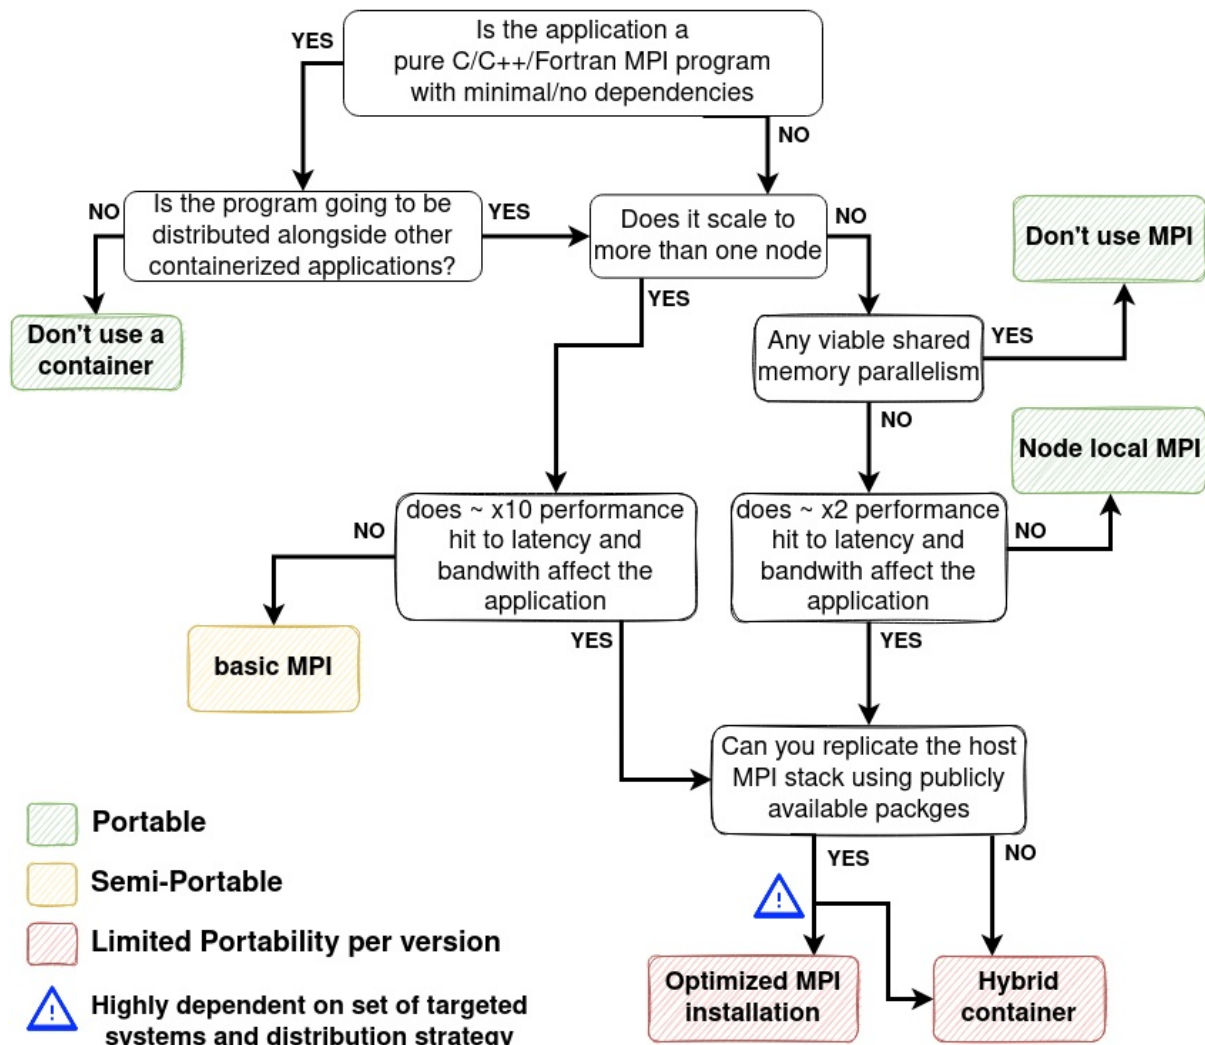 Is the application a
pure C/C++/Fortran MPI program
with minimal/no dependencies
YES
NO
Is the program going to be
distributed alongside other
containerized applications?
NO
YES
Does it scale to
more than one node
NO
YES
Don't use MPI
Don't use a
container
Any viable shared
memory parallelism
YES
NO
Node local MPI
does ~ x10 performance
hit to latency and
bandwith affect the
application
NO
YES
does ~ x2 performance
hit to latency and
bandwith affect the
application
NO
YES
basic MPI
Can you replicate the host
MPI stack using publicly
available packges
YES
NO
!
Optimized MPI
installation
Hybrid
container
Portable
Semi-Portable
Limited Portability per version
!
Highly dependent on set of targeted
systems and distribution strategy